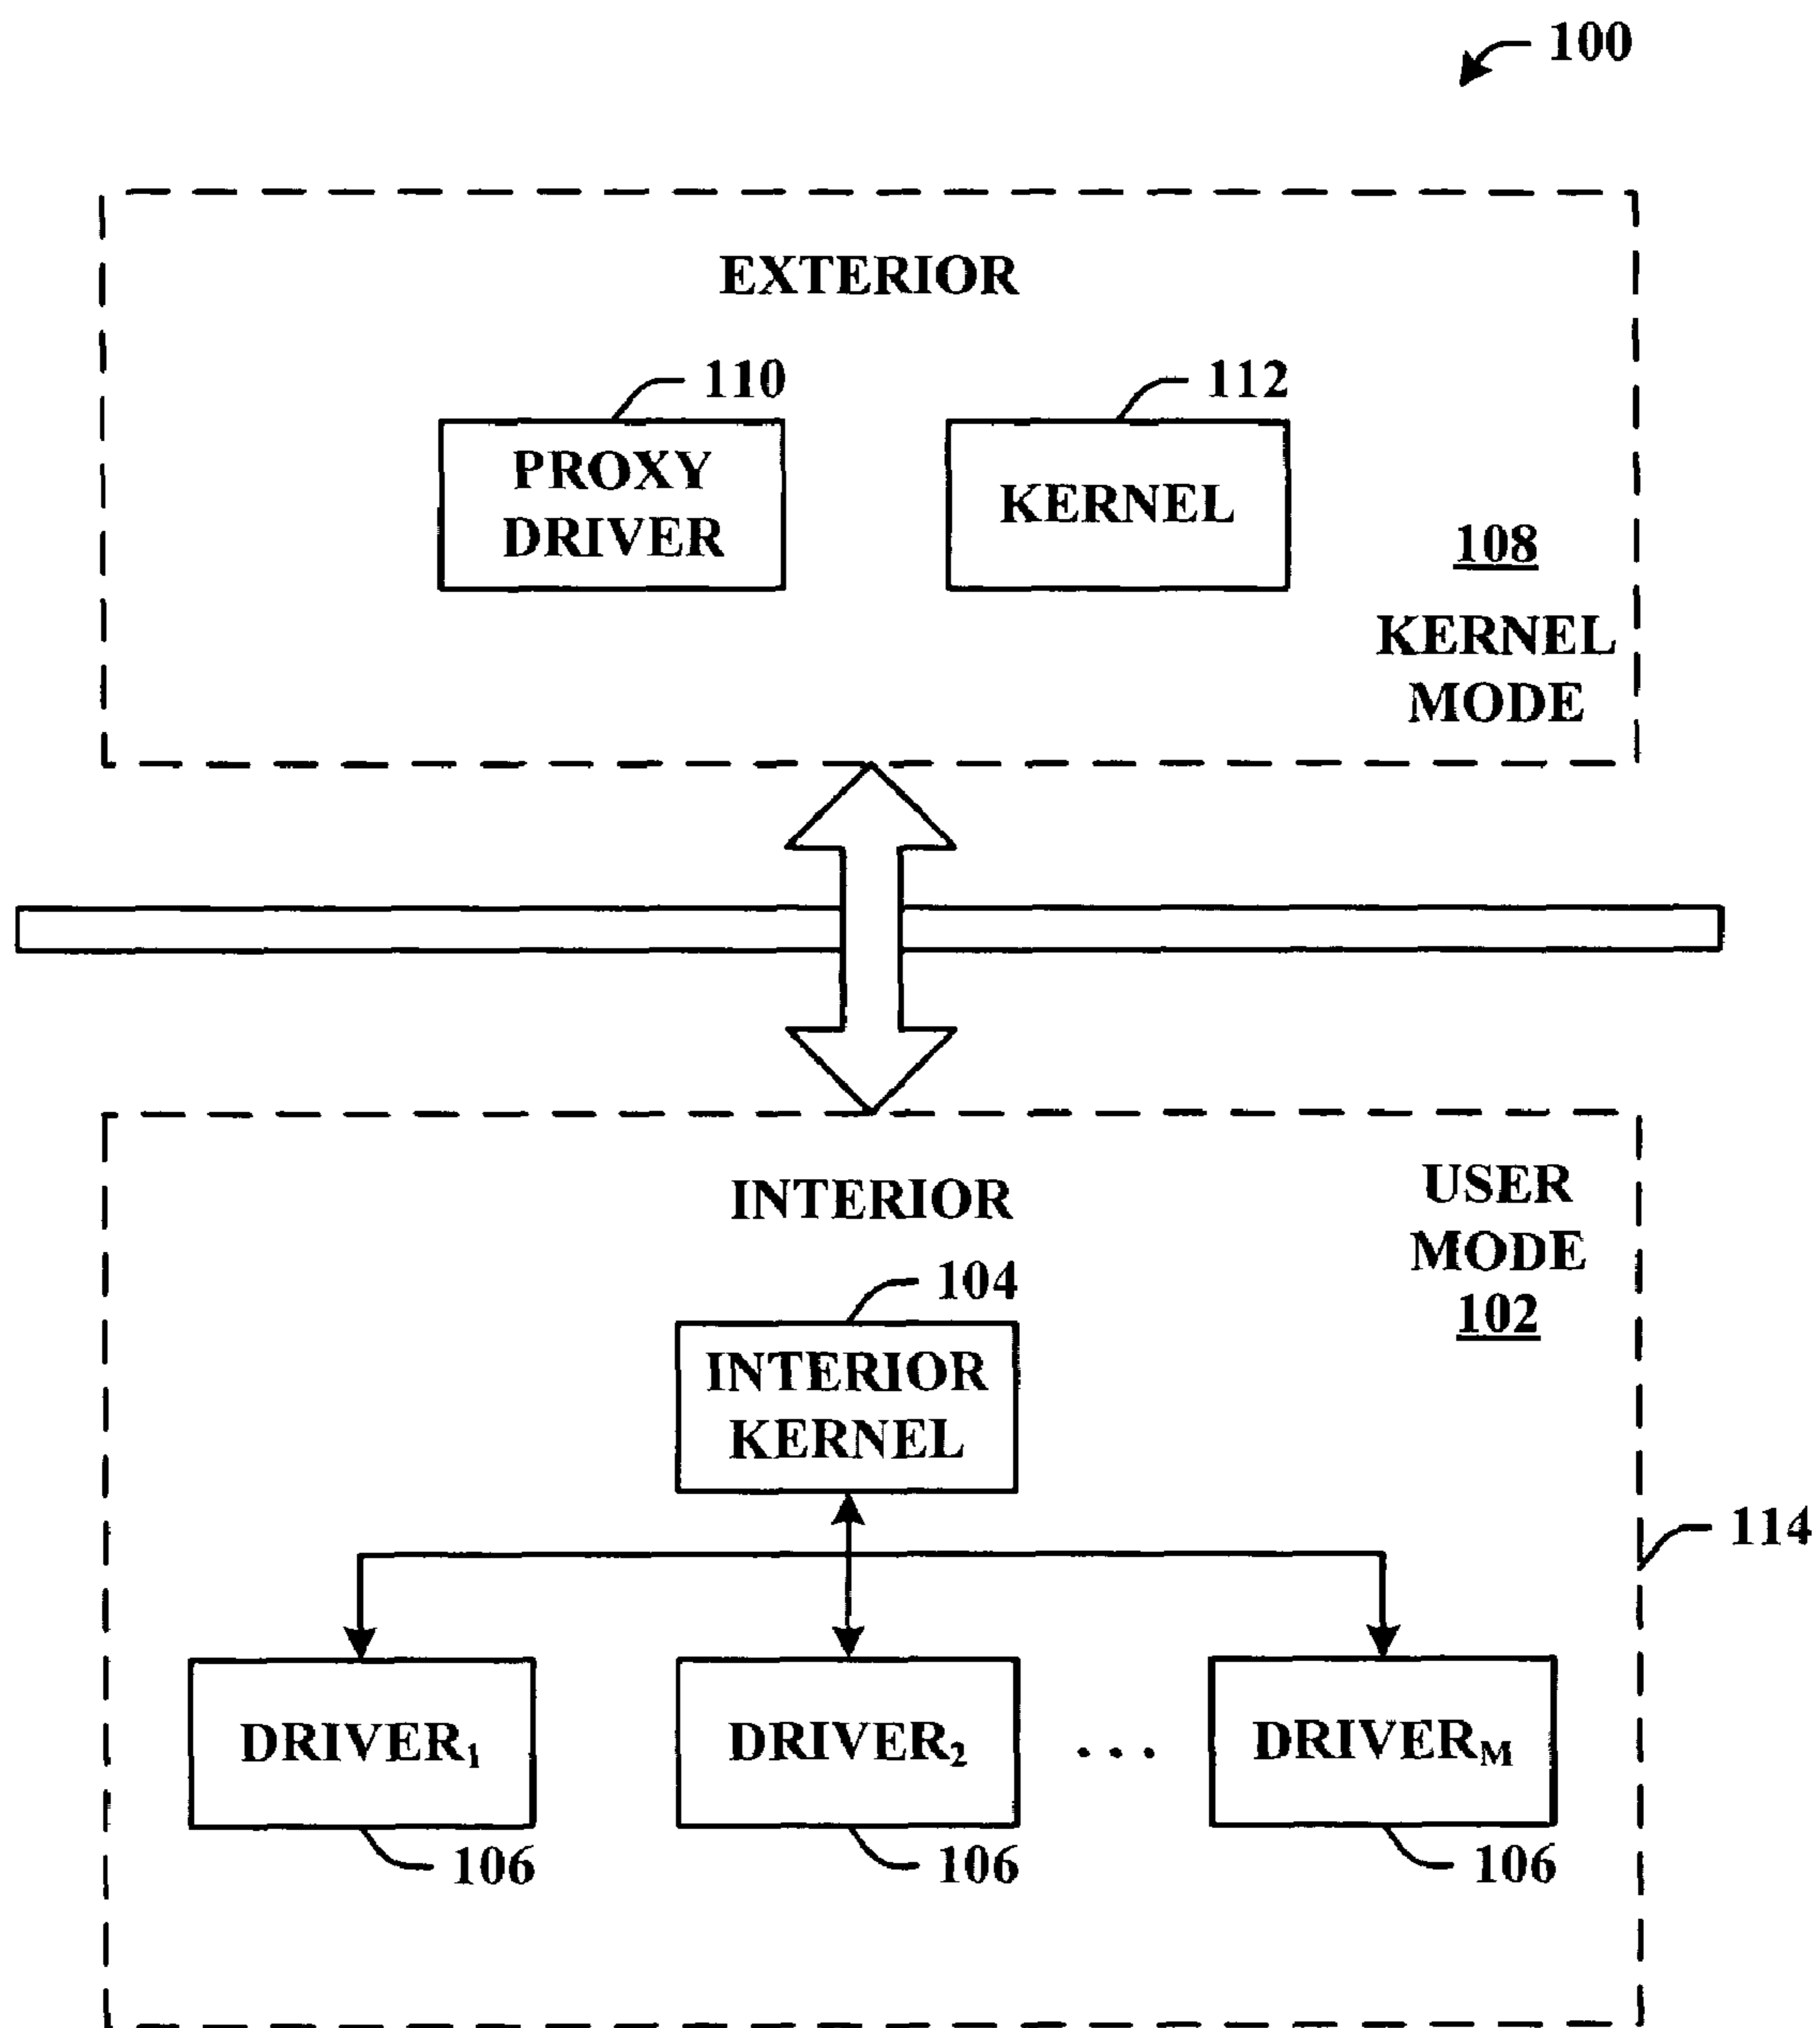 100
EXTERIOR
110
112
PROXY
DRIVER
KERNEL
108
KERNEL
MODE
INTERIOR
USER
MODE
102
104
INTERIOR
KERNEL
114
DRIVER₁
DRIVER₂
...
DRIVERM
106
106
106